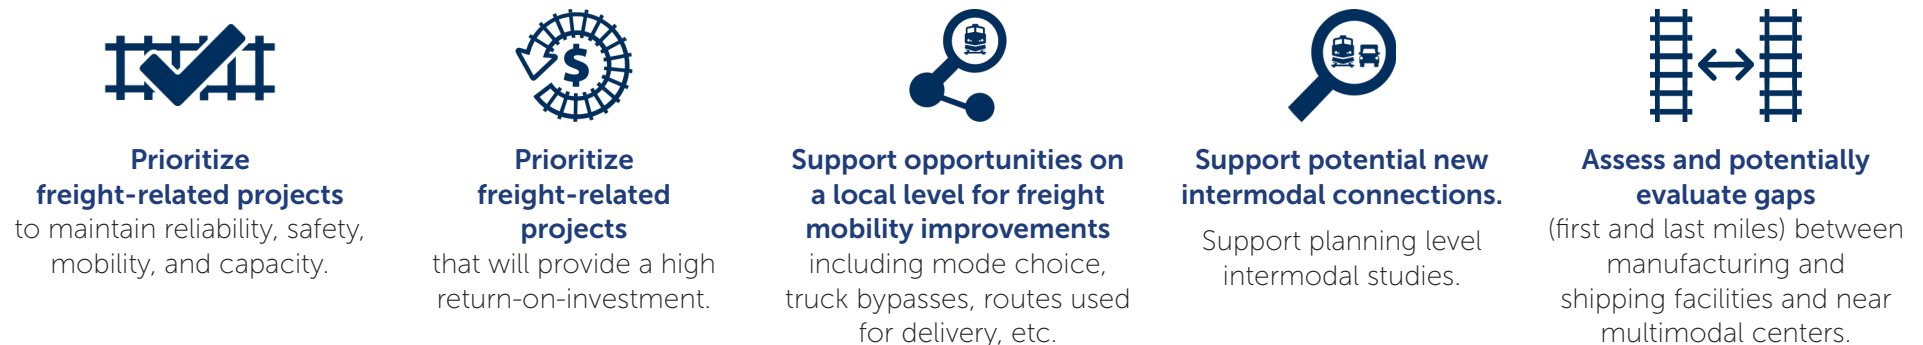 Prioritize
freight-related projects
to maintain reliability, safety,
mobility, and capacity.
$
Prioritize
freight-related
projects
that will provide a high
return-on-investment.
Support opportunities on
a local level for freight
mobility improvements
including mode choice,
truck bypasses, routes used
for delivery, etc.
Support potential new
intermodal connections.
Support planning level
intermodal studies.
Assess and potentially
evaluate gaps
(first and last miles) between
manufacturing and
shipping facilities and near
multimodal centers.